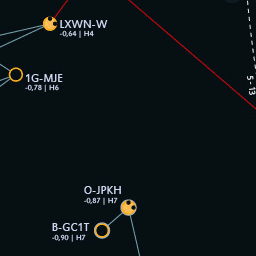 LXWN-W
-0,64 | H4
1G-MJE
-0,78 | H6
5 - 13
O-JPKH
-0,87 | H7
B-GC1T
-0,90 | H7